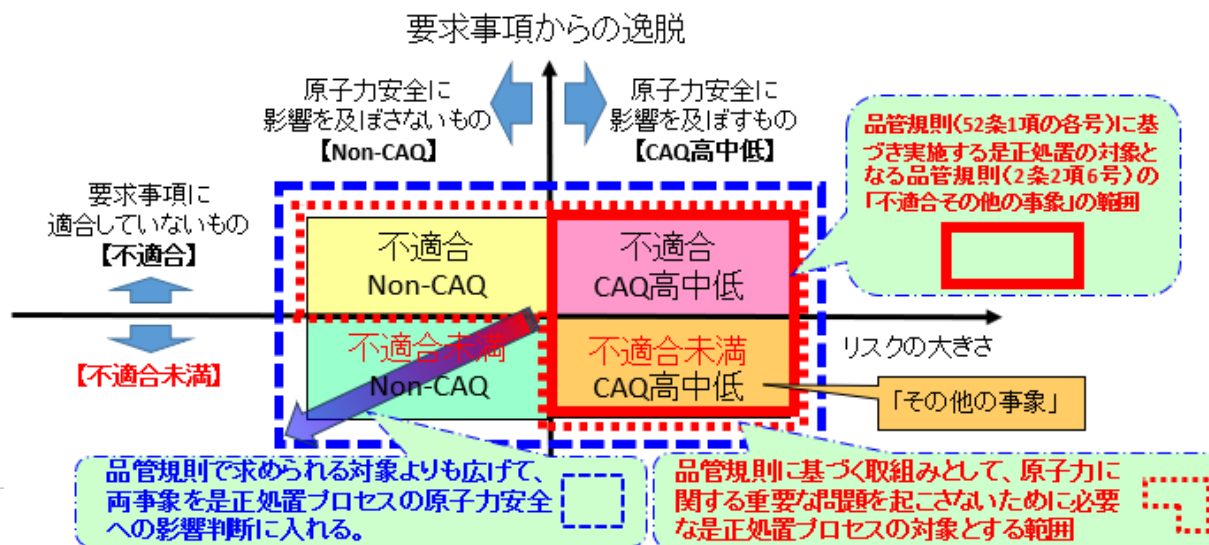 要求事項からの逸脱
原子力安全に
影響を及ぼさないもの
【Non-CAQ】
原子力安全に
影響を及ぼすもの
【CAQ高中低】
品管規則(52条1項の各号)に基
づき実施する是正処置の対象と
なる品管規則(2条2項6号)の
「不適合その他の事象」の範囲
要求事項に
適合していないもの
【不適合】
不適合
Non-CAQ
不適合
CAQ高中低
【不適合未満】
不適合未満
Non-CAQ
不適合未満
CAQ高中低
リスクの大きさ
「その他の事象」
品管規則で求められる対象よりも広げて、
両事象を是正処置プロセスの原子力安全
への影響判断に入れる。
品管規則に基づく取組みとして、原子力に
関する重要な問題を起こさないために必要
な是正処置プロセスの対象とする範囲